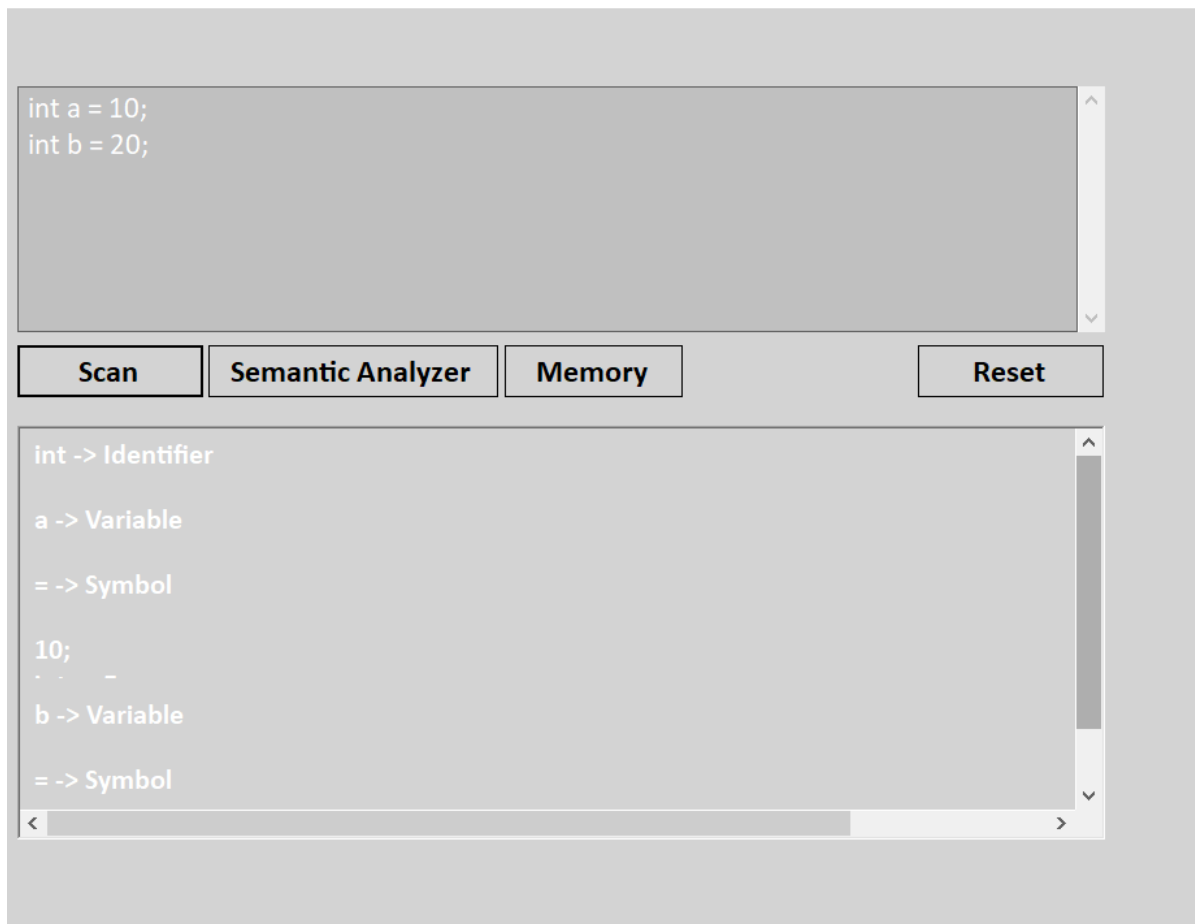 int a = 10;
int b = 20;
Scan
Semantic Analyzer
Memory
Reset
int -> Identifier
a -> Variable
= -> Symbol
10;
b -> Variable
= -> Symbol